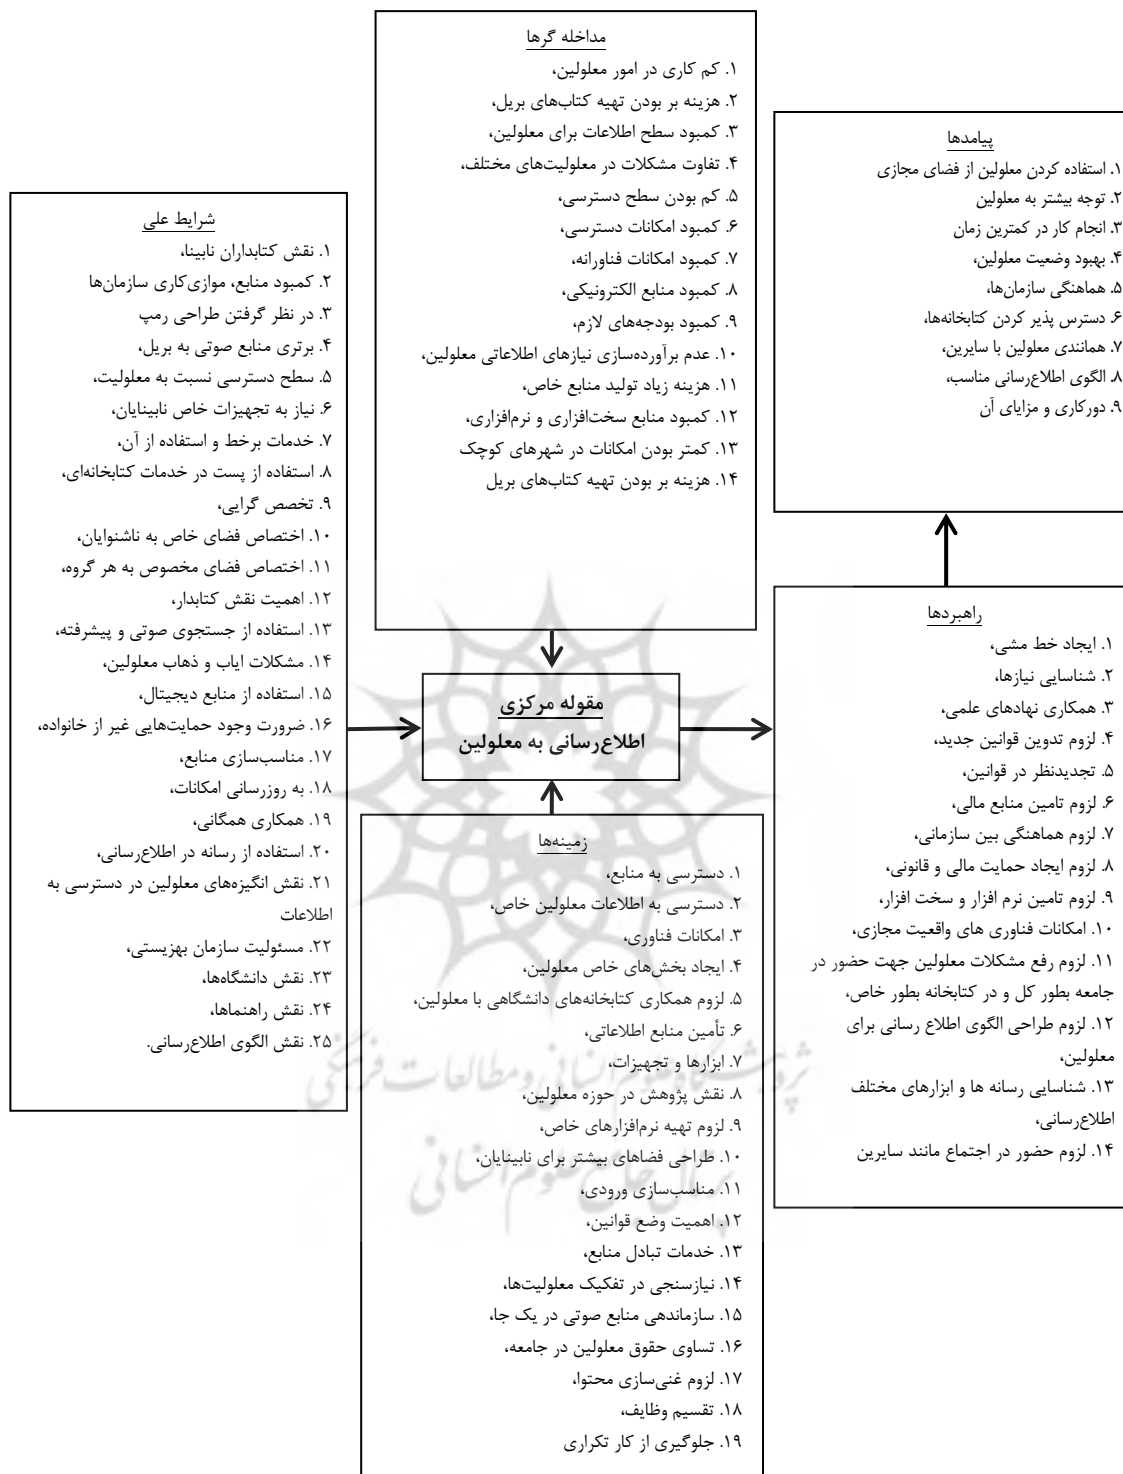 مداخله گرها
۱. کم کاری در امور معلولین،
۲. هزینه بر بودن تهیه کتاب‌های بریل،
۳. کمبود سطح اطلاعات برای معلولین،
۴. تفاوت مشکلات در معلولیت‌های مختلف،
۵. کم بودن سطح دسترسی،
۶. کمبود امکانات دسترسی،
۷. کمبود امکانات فناورانه،
۸. کمبود منابع الکترونیکی،
۹. کمبود بودجه‌های لازم،
۱۰. عدم برآورده‌سازی نیازهای اطلاعاتی معلولین،
۱۱. هزینه زیاد تولید منابع خاص،
۱۲. کمبود منابع سخت‌افزاری و نرم‌افزاری،
۱۳. کمتر بودن امکانات در شهرهای کوچک
۱۴. هزینه بر بودن تهیه کتاب‌های بریل
پیامدها
۱. استفاده کردن معلولین از فضای مجازی
۲. توجه بیشتر به معلولین
۳. انجام کار در کمترین زمان
۴. بهبود وضعیت معلولین،
۵. هماهنگی سازمان‌ها،
۶. دسترس پذیر کردن کتابخانه‌ها،
۷. همانندی معلولین با سایرین،
۸. الگوی اطلاع‌رسانی مناسب،
۹. دورکاری و مزایای آن
شرایط علی
۱. نقش کتابداران نابینا،
۲. کمبود منابع، موازی‌کاری سازمان‌ها
۳. در نظر گرفتن طراحی رمپ
۴. برتری منابع صوتی به بریل،
۵. سطح دسترسی نسبت به معلولیت،
۶. نیاز به تجهیزات خاص نابینایان،
۷. خدمات برخط و استفاده از آن،
۸. استفاده از پست در خدمات کتابخانه‌ای،
۹. تخصص گرایی،
۱۰. اختصاص فضای خاص به ناشنوایان،
۱۱. اختصاص فضای مخصوص به هر گروه،
۱۲. اهمیت نقش کتابدار،
۱۳. استفاده از جستجوی صوتی و پیشرفته،
۱۴. مشکلات ایاب و ذهاب معلولین،
۱۵. استفاده از منابع دیجیتال،
۱۶. ضرورت وجود حمایت‌هایی غیر از خانواده،
۱۷. مناسب‌سازی منابع،
۱۸. به روزرسانی امکانات،
۱۹. همکاری همگانی،
۲۰. استفاده از رسانه در اطلاع‌رسانی،
۲۱. نقش انگیزه‌های معلولین در دسترسی به
اطلاعات
۲۲. مسئولیت سازمان بهزیستی،
۲۳. نقش دانشگاه‌ها،
۲۴. نقش راهنماها،
۲۵. نقش الگوی اطلاع‌رسانی.
مقوله مرکزی
اطلاع‌رسانی به معلولین
راهبردها
۱. ایجاد خط مشی،
۲. شناسایی نیازها،
۳. همکاری نهادهای علمی،
۴. لزوم تدوین قوانین جدید،
۵. تجدیدنظر در قوانین،
۶. لزوم تامین منابع مالی،
۷. لزوم هماهنگی بین سازمانی،
۸. لزوم ایجاد حمایت مالی و قانونی،
۹. لزوم تامین نرم افزار و سخت افزار،
۱۰. امکانات فناوری های واقعیت مجازی،
۱۱. لزوم رفع مشکلات معلولین جهت حضور در
جامعه بطور کل و در کتابخانه بطور خاص،
۱۲. لزوم طراحی الگوی اطلاع رسانی برای
معلولین،
۱۳. شناسایی رسانه ها و ابزارهای مختلف
اطلاع‌رسانی،
۱۴. لزوم حضور در اجتماع مانند سایرین
زمینه‌ها
۱. دسترسی به منابع،
۲. دسترسی به اطلاعات معلولین خاص،
۳. امکانات فناوری،
۴. ایجاد بخش‌های خاص معلولین،
۵. لزوم همکاری کتابخانه‌های دانشگاهی با معلولین،
۶. تأمین منابع اطلاعاتی،
۷. ابزارها و تجهیزات،
۸. نقش پژوهش در حوزه معلولین،
۹. لزوم تهیه نرم‌افزارهای خاص،
۱۰. طراحی فضاهای بیشتر برای نابینایان،
۱۱. مناسب‌سازی ورودی،
۱۲. اهمیت وضع قوانین،
۱۳. خدمات تبادل منابع،
۱۴. نیازسنجی در تفکیک معلولیت‌ها،
۱۵. سازماندهی منابع صوتی در یک جا،
۱۶. تساوی حقوق معلولین در جامعه،
۱۷. لزوم غنی‌سازی محتوا،
۱۸. تقسیم وظایف،
۱۹. جلوگیری از کار تکراری
پژوهشگاه علوم انسانی و مطالعات فرهنگی
پرتال جامع علوم انسانی